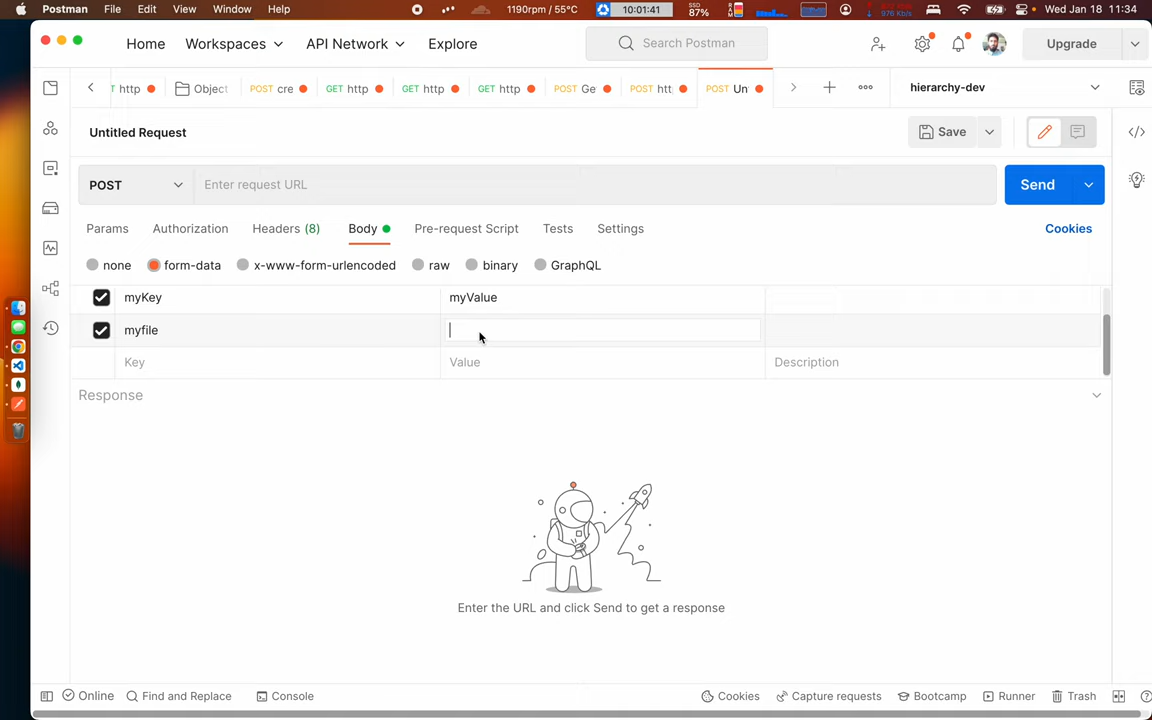 Postman File Edit View Window Help 1190rpm / 55°C 10:01:41 SSD 87% 976 Kb/s Wed Jan 18 11:34
Home Workspaces API Network Explore Search Postman Upgrade
T http Object POST cre GET http GET http GET http POST Ge POST htt POST Un hierarchy-dev
Untitled Request Save
POST Enter request URL Send
Params Authorization Headers (8) Body Pre-request Script Tests Settings Cookies
none form-data x-www-form-urlencoded raw binary GraphQL
myKey myValue
myfile
Key Value Description
Response
Enter the URL and click Send to get a response
Online Find and Replace Console Cookies Capture requests Bootcamp Runner Trash